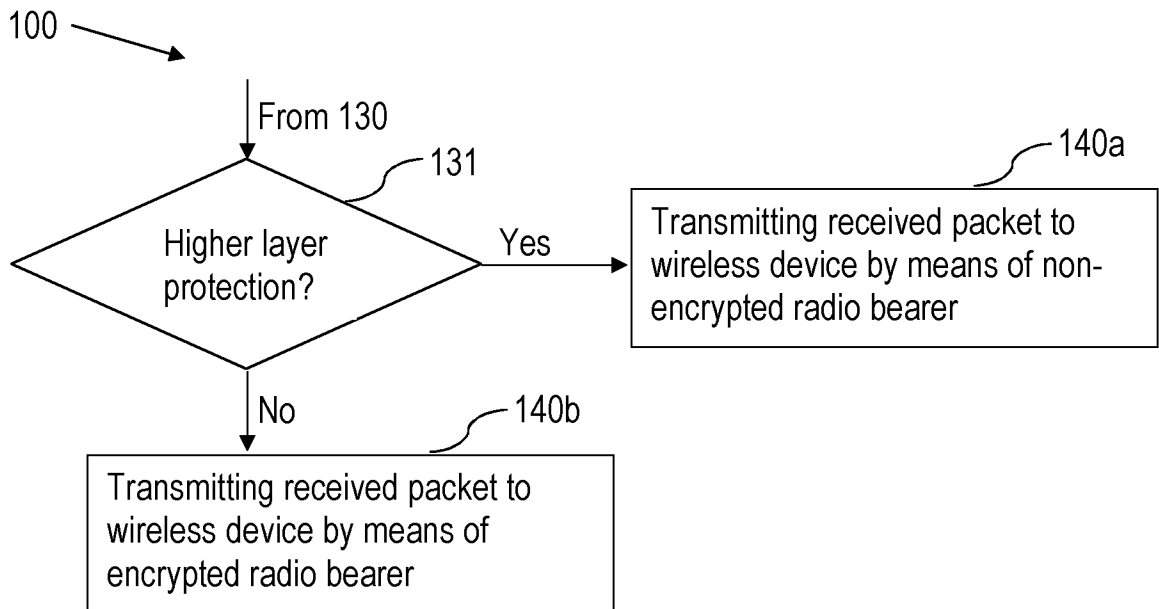 100
From 130
131
Higher layer
protection?
Yes
140a
Transmitting received packet to
wireless device by means of non-
encrypted radio bearer
No
140b
Transmitting received packet to
wireless device by means of
encrypted radio bearer